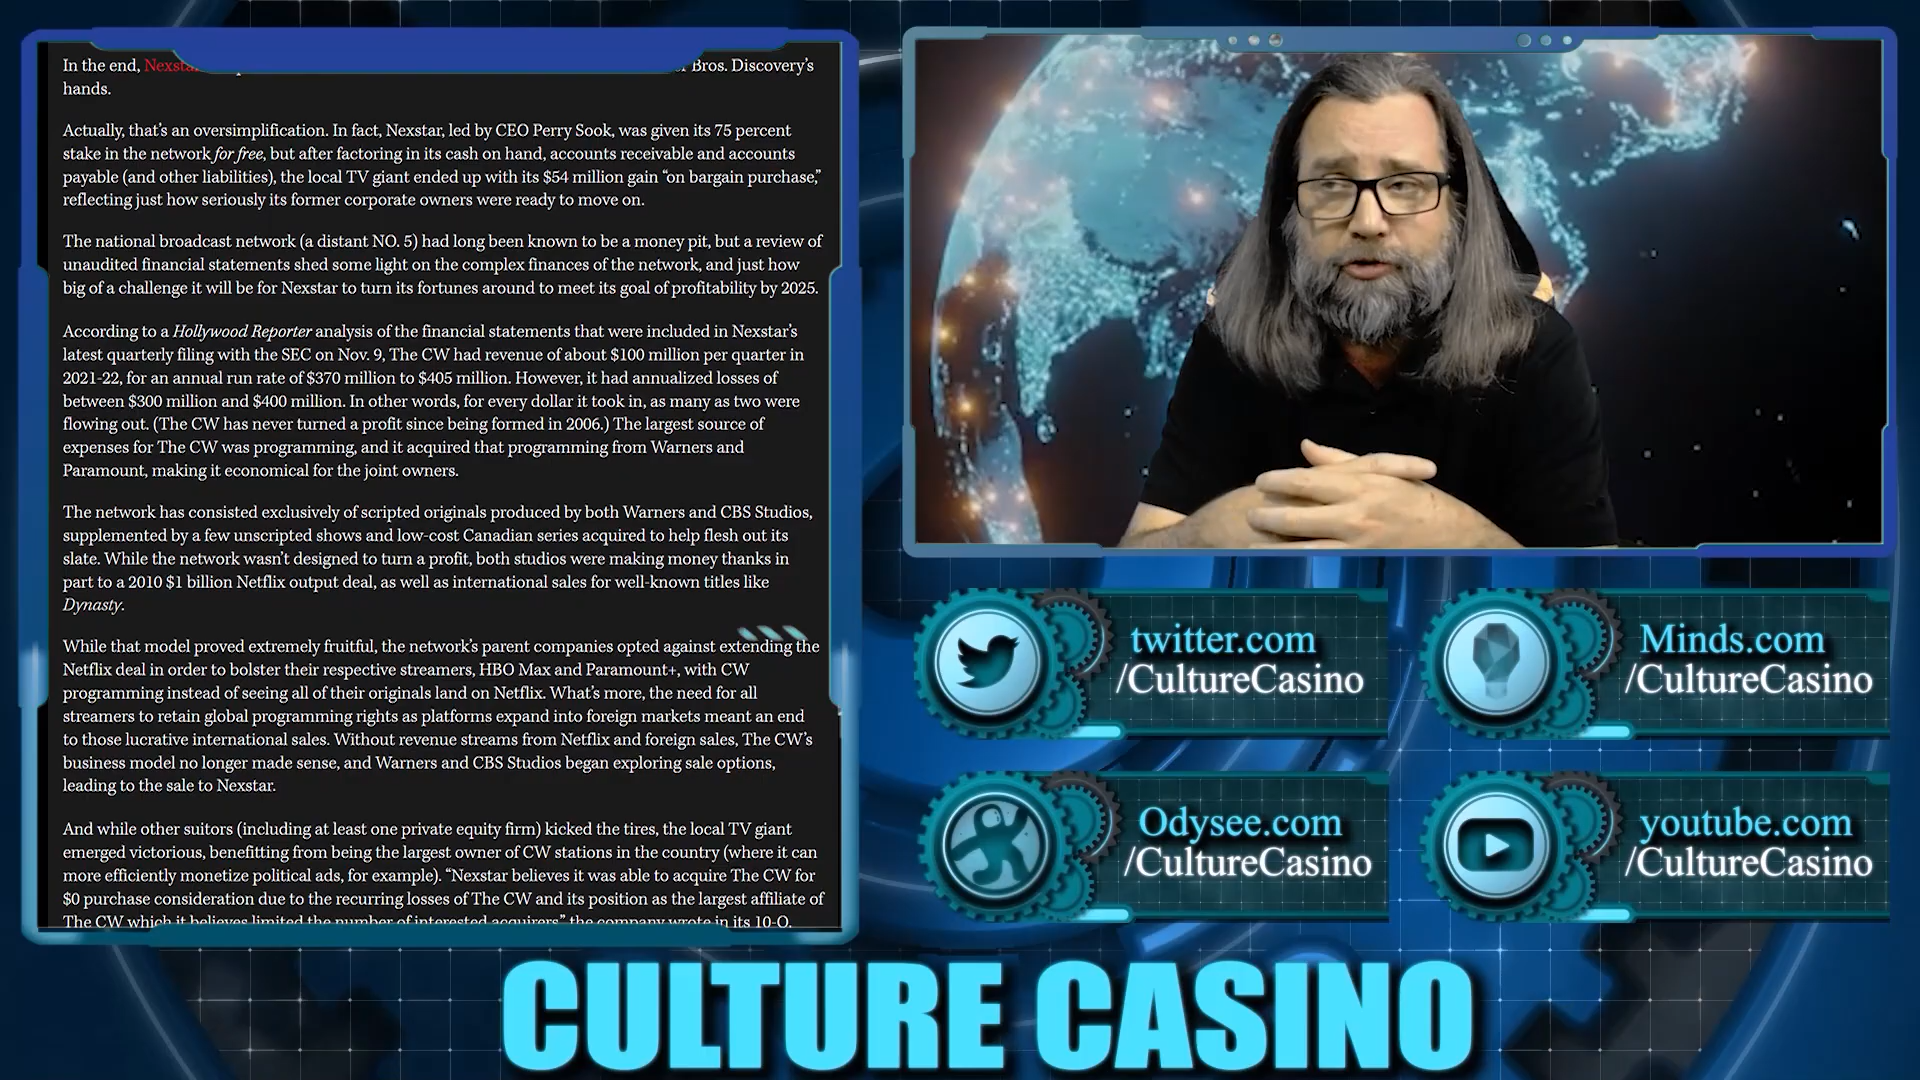 In the end, Nexsta
Bros. Discovery's
hands.
Actually, that's an oversimplification. In fact, Nexstar, led by CEO Perry Sook, was given its 75 percent
stake in the network for free, but after factoring in its cash on hand, accounts receivable and accounts
payable (and other liabilities), the local TV giant ended up with its $54 million gain “on bargain purchase,”
reflecting just how seriously its former corporate owners were ready to move on.
The national broadcast network (a distant NO. 5) had long been known to be a money pit, but a review of
unaudited financial statements shed some light on the complex finances of the network, and just how
big of a challenge it will be for Nexstar to turn its fortunes around to meet its goal of profitability by 2025.
According to a Hollywood Reporter analysis of the financial statements that were included in Nexstar's
latest quarterly filing with the SEC on Nov. 9, The CW had revenue of about $100 million per quarter in
2021-22, for an annual run rate of $370 million to $405 million. However, it had annualized losses of
between $300 million and $400 million. In other words, for every dollar it took in, as many as two were
flowing out. (The CW has never turned a profit since being formed in 2006.) The largest source of
expenses for The CW was programming, and it acquired that programming from Warners and
Paramount, making it economical for the joint owners.
The network has consisted exclusively of scripted originals produced by both Warners and CBS Studios,
supplemented by a few unscripted shows and low-cost Canadian series acquired to help flesh out its
slate. While the network wasn't designed to turn a profit, both studios were making money thanks in
part to a 2010 $1 billion Netflix output deal, as well as international sales for well-known titles like
Dynasty.
While that model proved extremely fruitful, the network's parent companies opted against extending the
Netflix deal in order to bolster their respective streamers, HBO Max and Paramount+, with CW
programming instead of seeing all of their originals land on Netflix. What's more, the need for all
streamers to retain global programming rights as platforms expand into foreign markets meant an end
to those lucrative international sales. Without revenue streams from Netflix and foreign sales, The CW's
business model no longer made sense, and Warners and CBS Studios began exploring sale options,
leading to the sale to Nexstar.
And while other suitors (including at least one private equity firm) kicked the tires, the local TV giant
emerged victorious, benefitting from being the largest owner of CW stations in the country (where it can
more efficiently monetize political ads, for example). “Nexstar believes it was able to acquire The CW for
$0 purchase consideration due to the recurring losses of The CW and its position as the largest affiliate of
The CW which it believes limited the number of interested acquirers,” the company wrote in its 10-Q.
twitter.com
/CultureCasino
Minds.com
/CultureCasino
Odysee.com
/CultureCasino
youtube.com
/CultureCasino
CULTURE CASINO